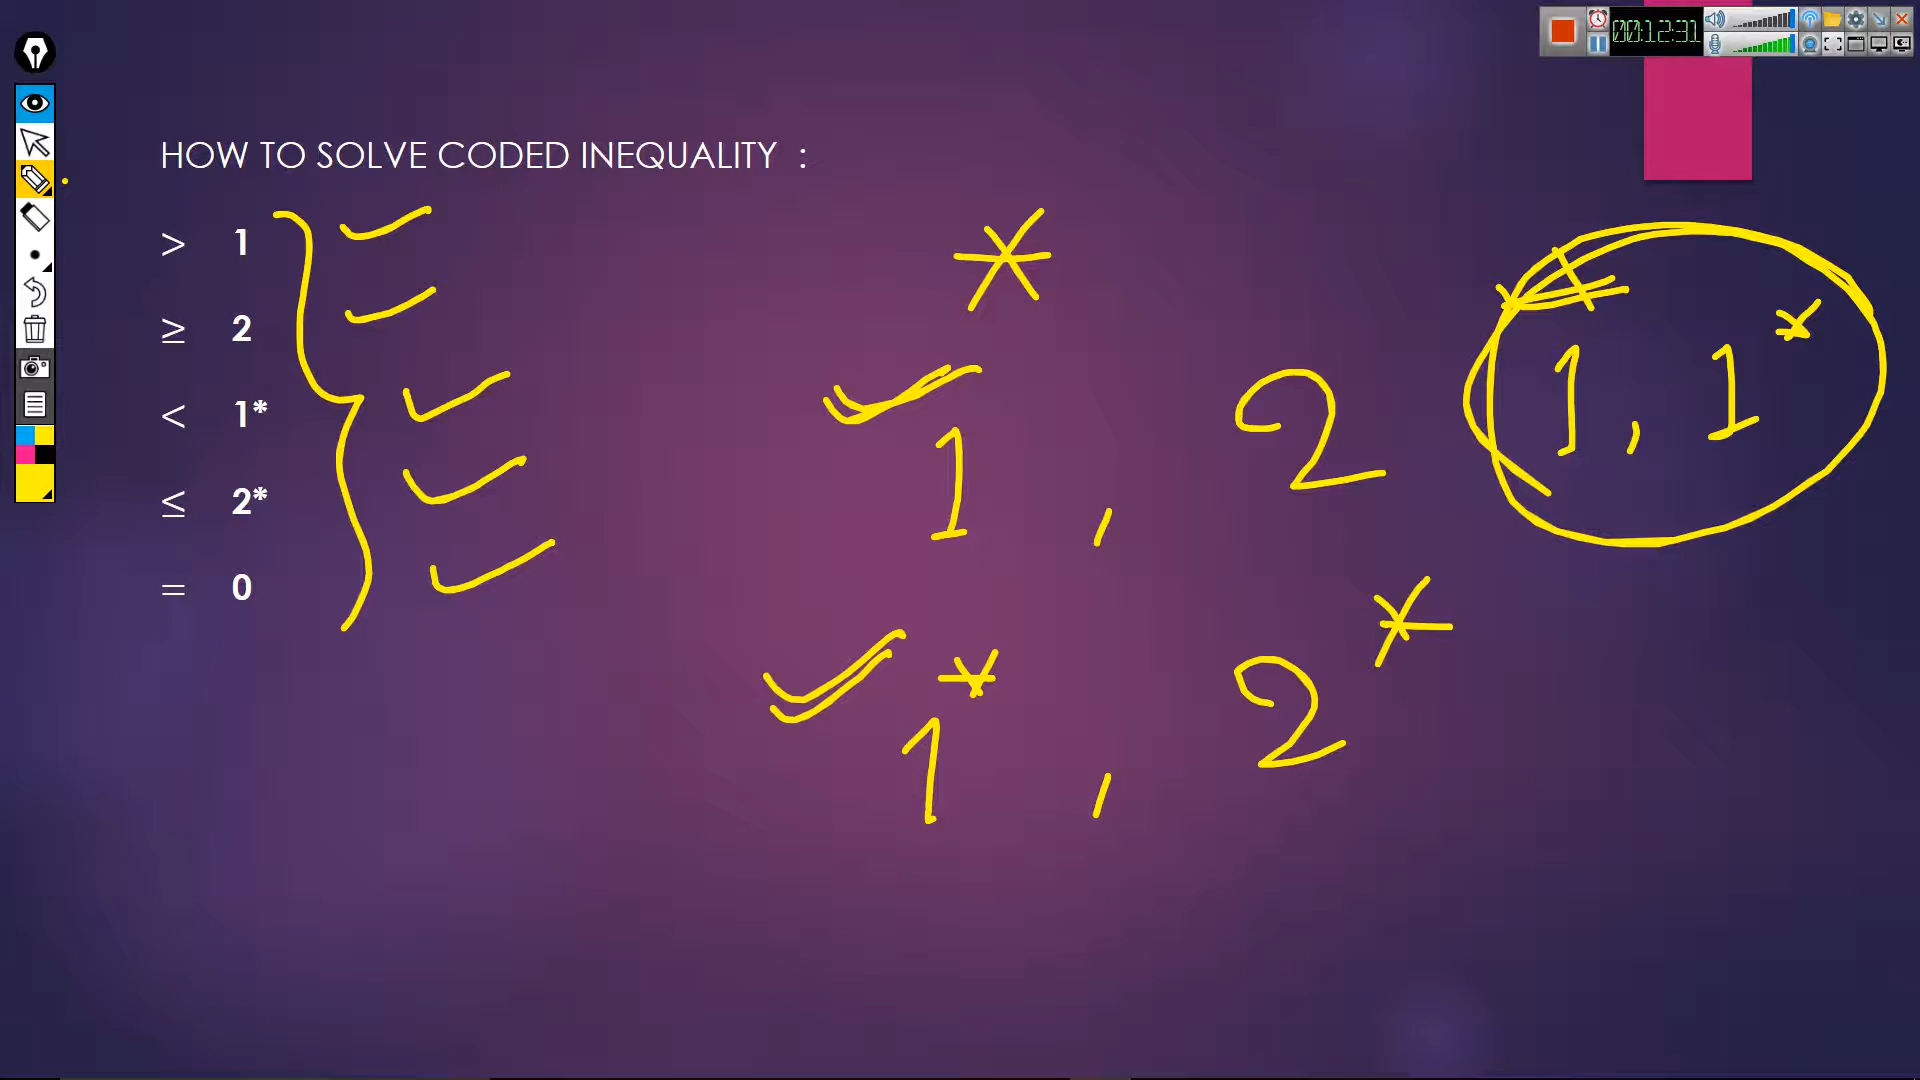 00:12:31
HOW TO SOLVE CODED INEQUALITY :
> 1
≥ 2
< 1*
≤ 2*
= 0
*
1 , 2
1 , 1*
1* , 2*